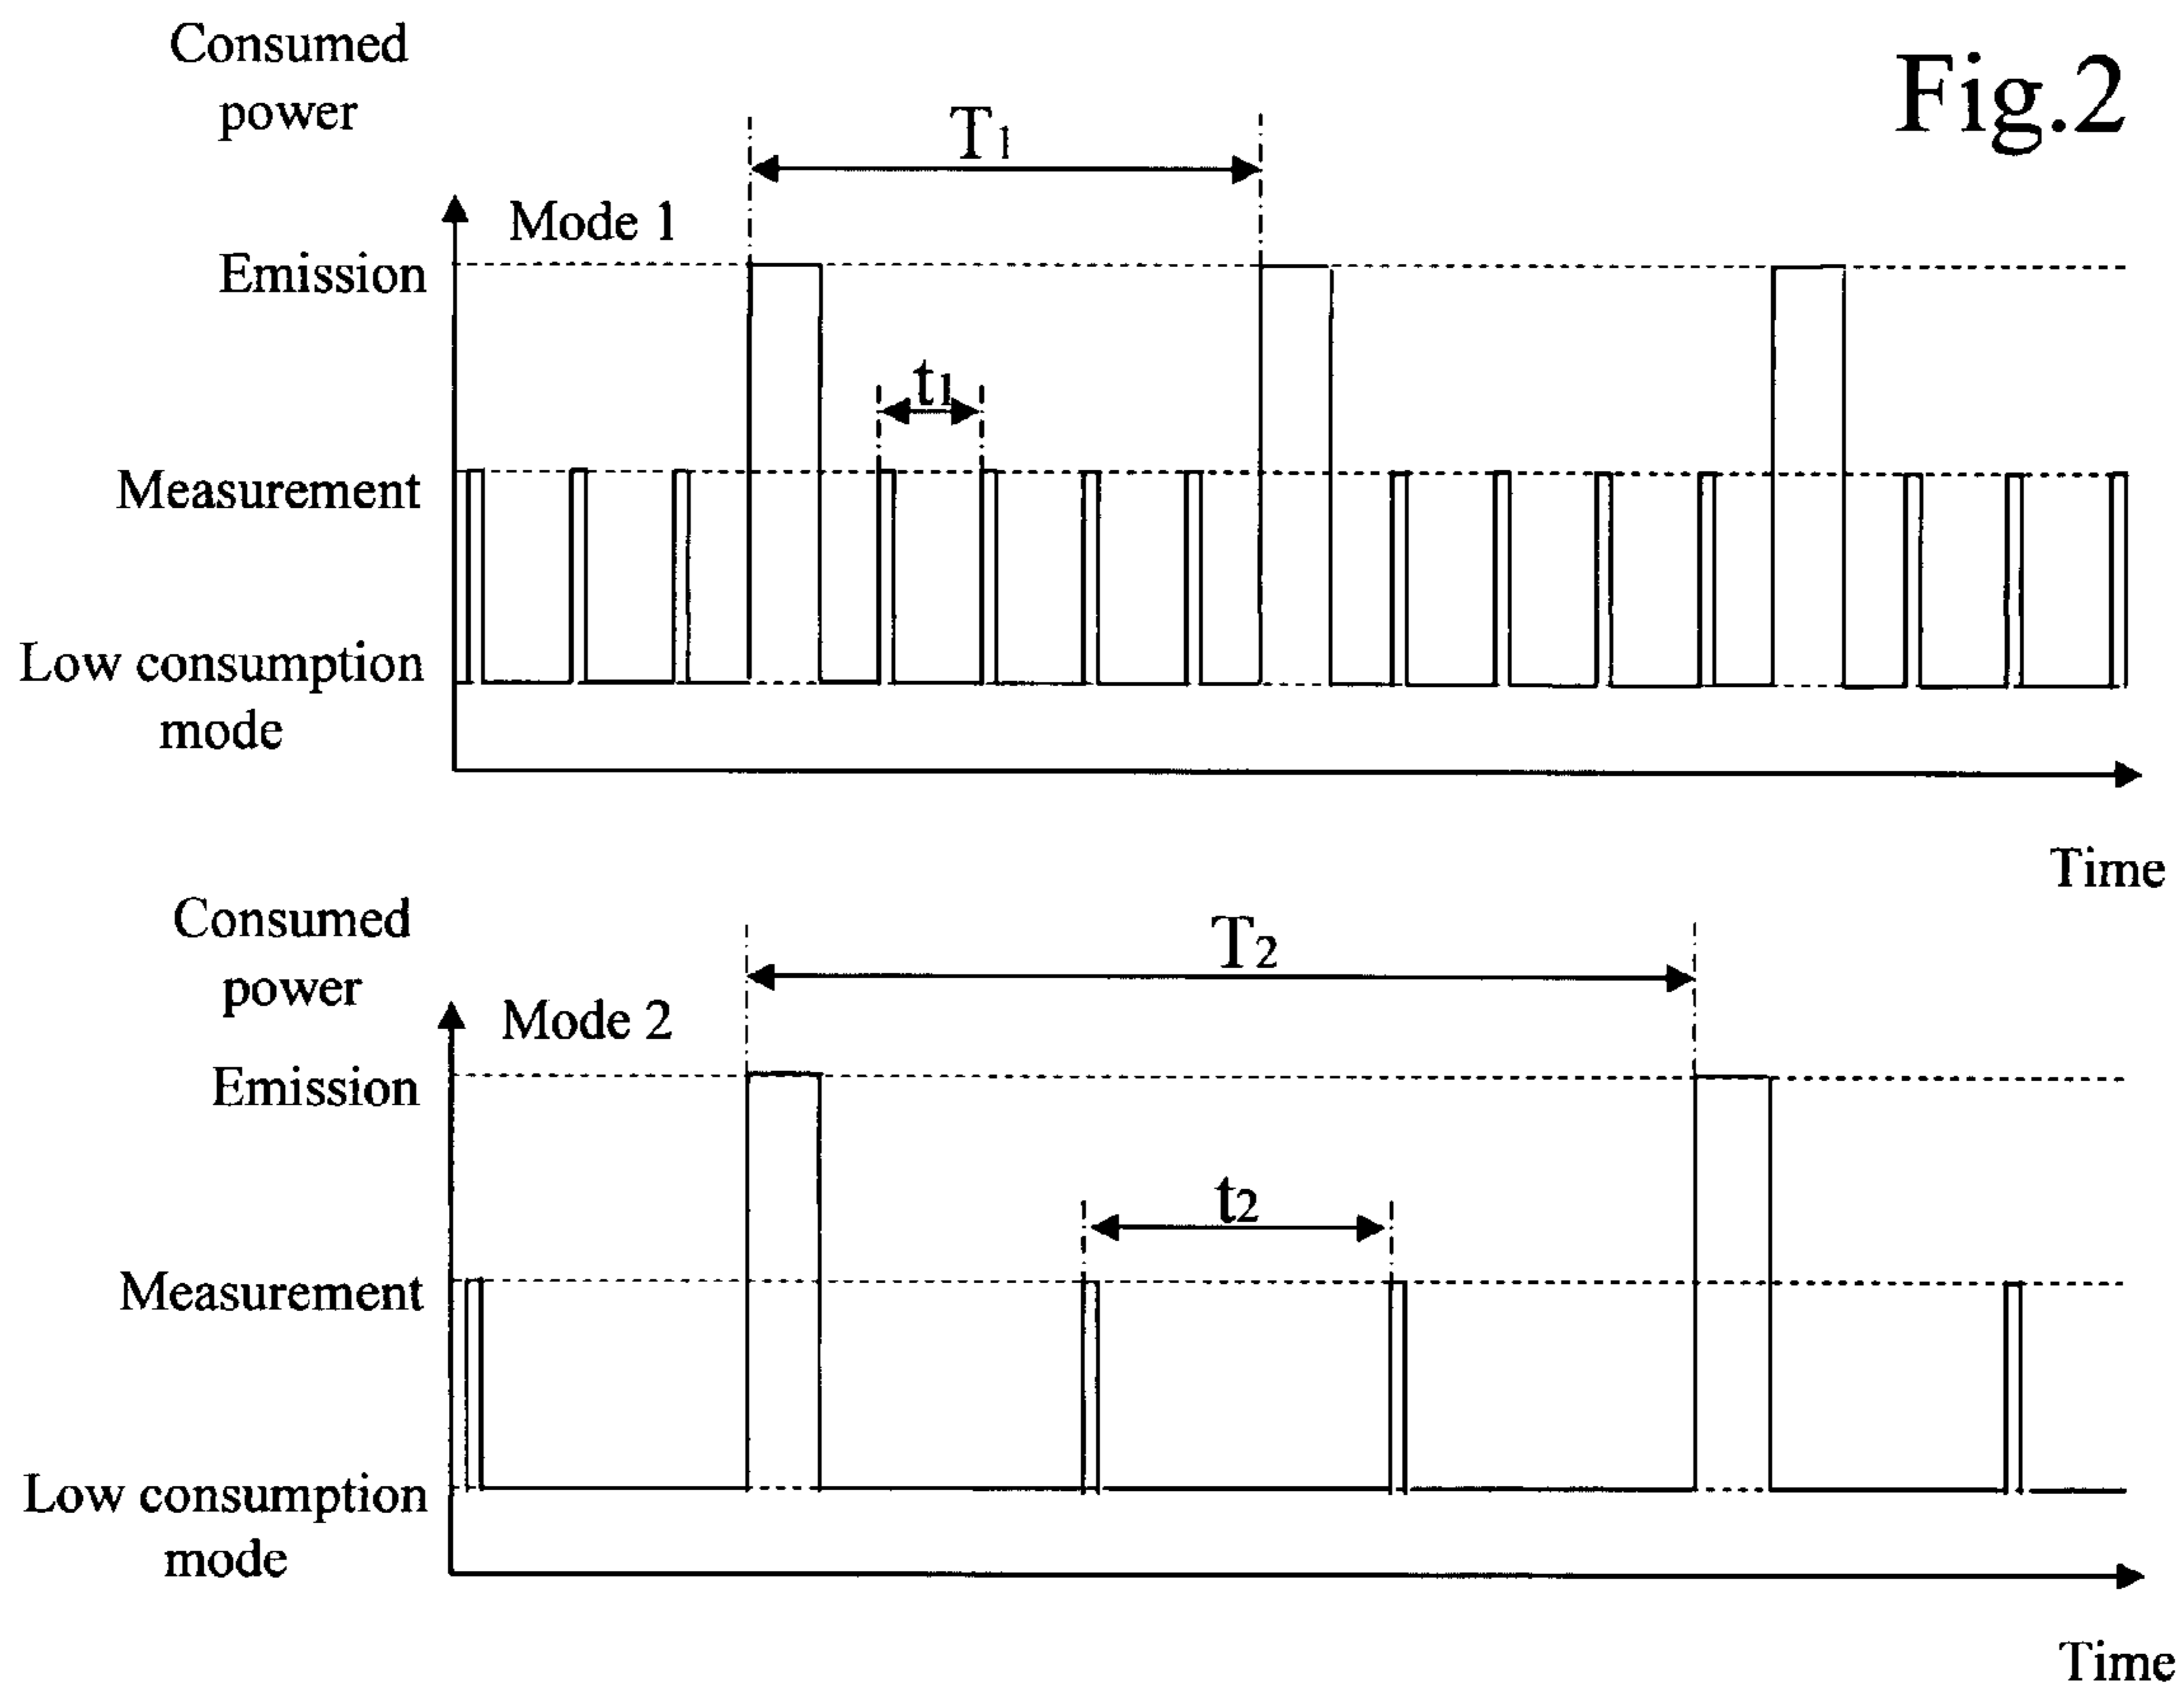 Consumed
power
Fig.2
T1
Mode 1
Emission
t1
Measurement
Low consumption
mode
Time
Consumed
power
T2
Mode 2
Emission
t2
Measurement
Low consumption
mode
Time